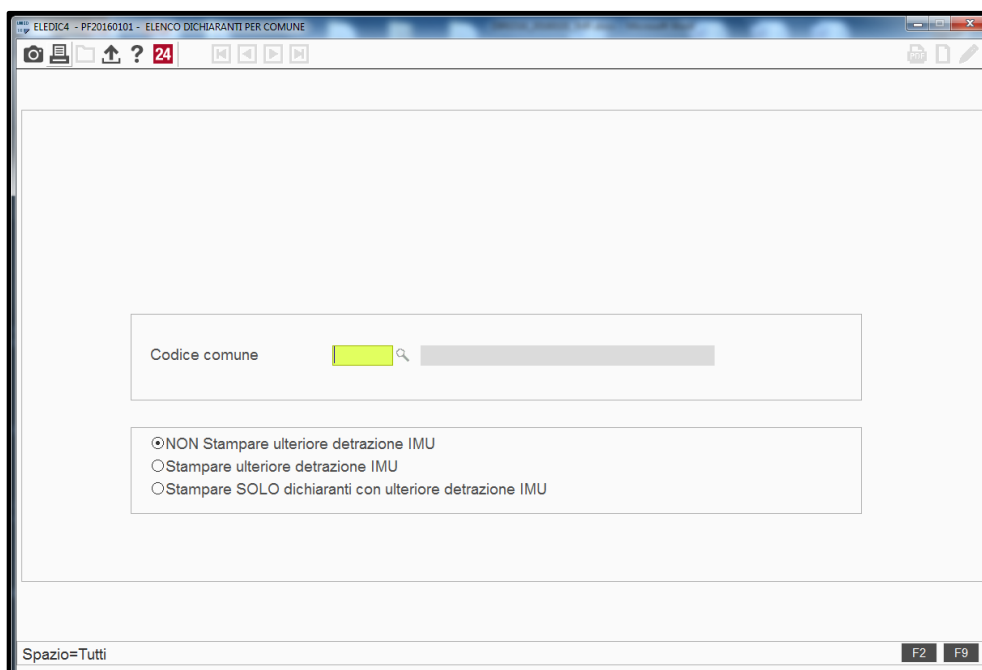 ELEDIC4 - PF20160101 - ELENCO DICHIARANTI PER COMUNE
? 24
PDF
Codice comune
NON Stampare ulteriore detrazione IMU
Stampare ulteriore detrazione IMU
Stampare SOLO dichiaranti con ulteriore detrazione IMU
Spazio=Tutti F2 F9